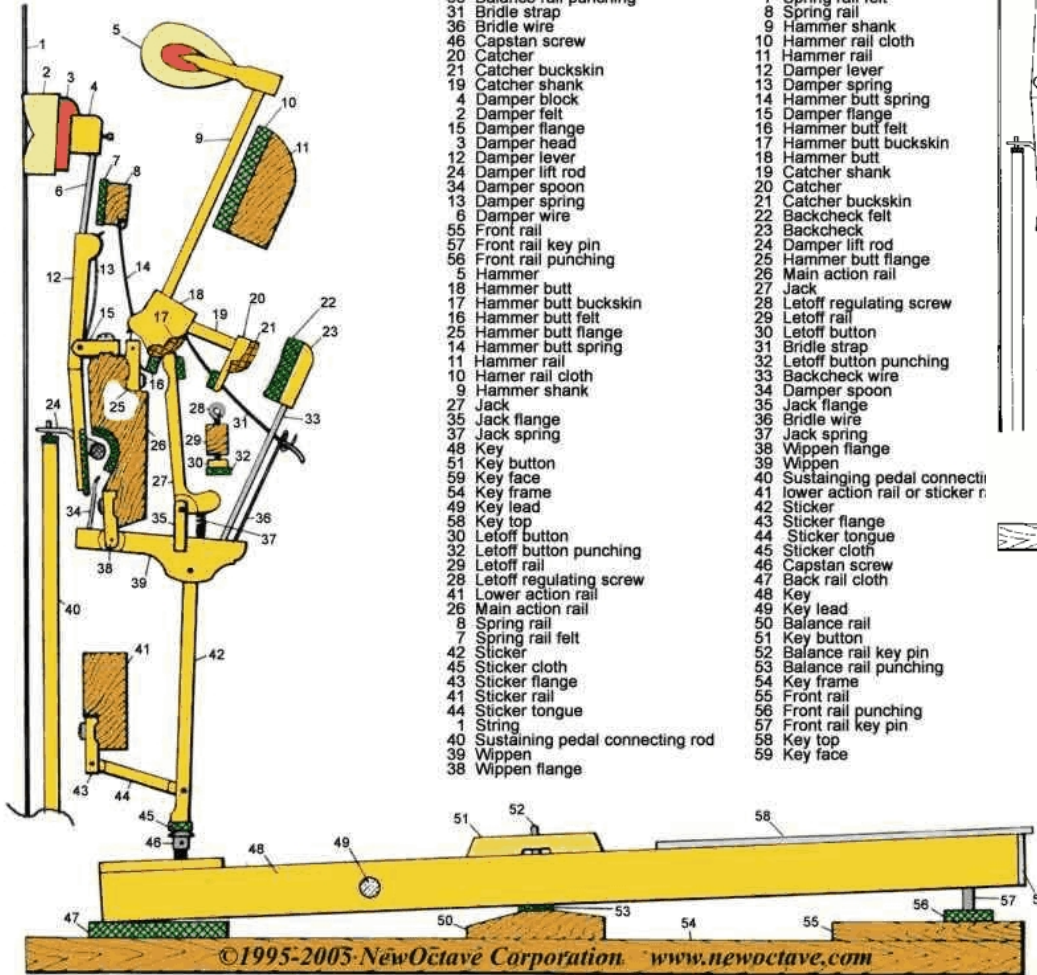 Balance rail punching
31 Bridle strap
36 Bridle wire
46 Capstan screw
20 Catcher
21 Catcher buckskin
19 Catcher shank
4 Damper block
2 Damper felt
15 Damper flange
3 Damper head
12 Damper lever
24 Damper lift rod
34 Damper spoon
13 Damper spring
6 Damper wire
55 Front rail
57 Front rail key pin
56 Front rail punching
5 Hammer
18 Hammer butt
17 Hammer butt buckskin
16 Hammer butt felt
25 Hammer butt flange
14 Hammer butt spring
11 Hammer rail
10 Hamer rail cloth
9 Hammer shank
27 Jack
35 Jack flange
37 Jack spring
48 Key
51 Key button
59 Key face
54 Key frame
49 Key lead
58 Key top
30 Letoff button
32 Letoff button punching
29 Letoff rail
28 Letoff regulating screw
41 Lower action rail
26 Main action rail
8 Spring rail
7 Spring rail felt
42 Sticker
45 Sticker cloth
43 Sticker flange
41 Sticker rail
44 Sticker tongue
1 String
40 Sustaining pedal connecting rod
39 Wippen
38 Wippen flange
7 Spring rail felt
8 Spring rail
9 Hammer shank
10 Hammer rail cloth
11 Hammer rail
12 Damper lever
13 Damper spring
14 Hammer butt spring
15 Damper flange
16 Hammer butt felt
17 Hammer butt buckskin
18 Hammer butt
19 Catcher shank
20 Catcher
21 Catcher buckskin
22 Backcheck felt
23 Backcheck
24 Damper lift rod
25 Hammer butt flange
26 Main action rail
27 Jack
28 Letoff regulating screw
29 Letoff rail
30 Letoff button
31 Bridle strap
32 Letoff button punching
33 Backcheck wire
34 Damper spoon
35 Jack flange
36 Bridle wire
37 Jack spring
38 Wippen flange
39 Wippen
40 Sustainging pedal connecti
41 lower action rail or sticker r
42 Sticker
43 Sticker flange
44 Sticker tongue
45 Sticker cloth
46 Capstan screw
47 Back rail cloth
48 Key
49 Key lead
50 Balance rail
51 Key button
52 Balance rail key pin
53 Balance rail punching
54 Key frame
55 Front rail
56 Front rail punching
57 Front rail key pin
58 Key top
59 Key face
1
2
3
4
5
6
7
8
9
10
11
12
13
14
15
16
17
18
19
20
21
22
23
24
25
26
27
28
29
30
31
32
33
34
35
36
37
38
39
40
41
42
43
44
45
46
47
48
49
50
51
52
53
54
55
56
57
58
©1995-2005 NewOctave Corporation www.newoctave.com